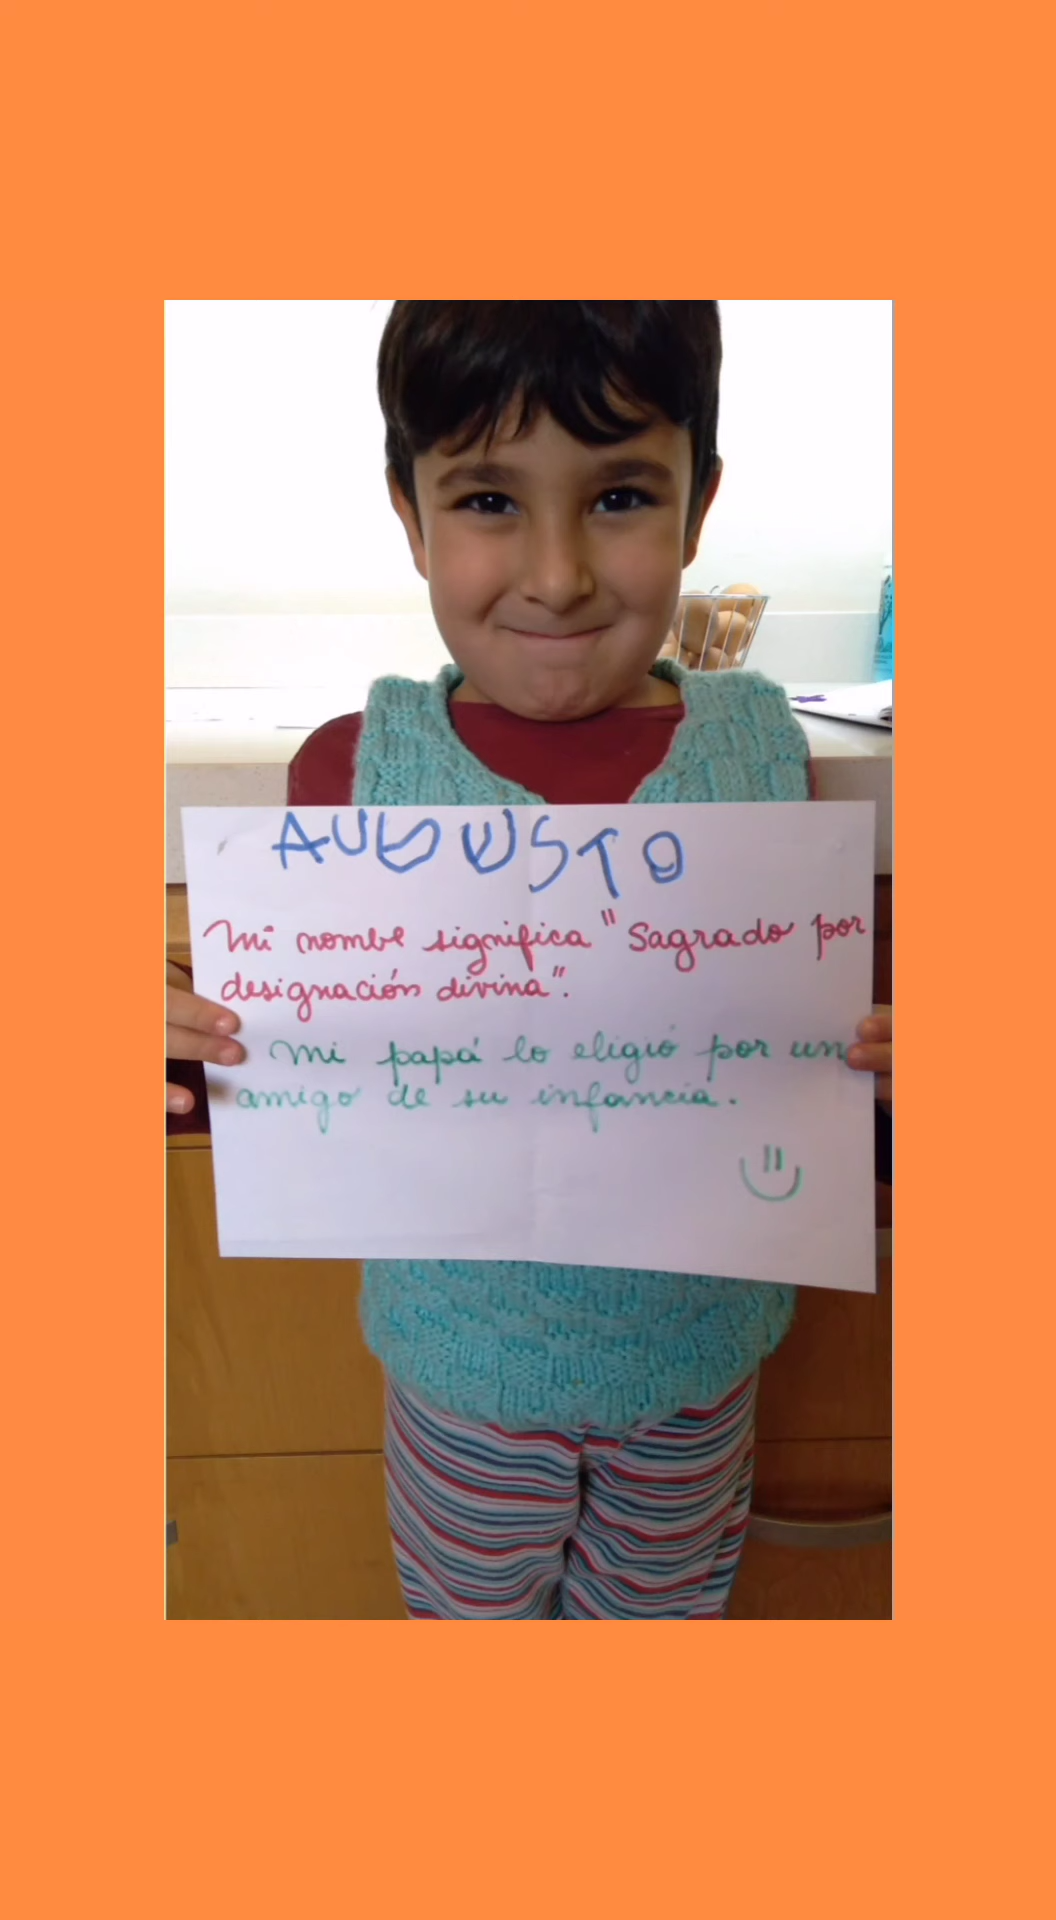 AUGUSTO
Mi nombre significa "Sagrado por
designación divina".
Mi papá lo eligió por un
amigo de su infancia.